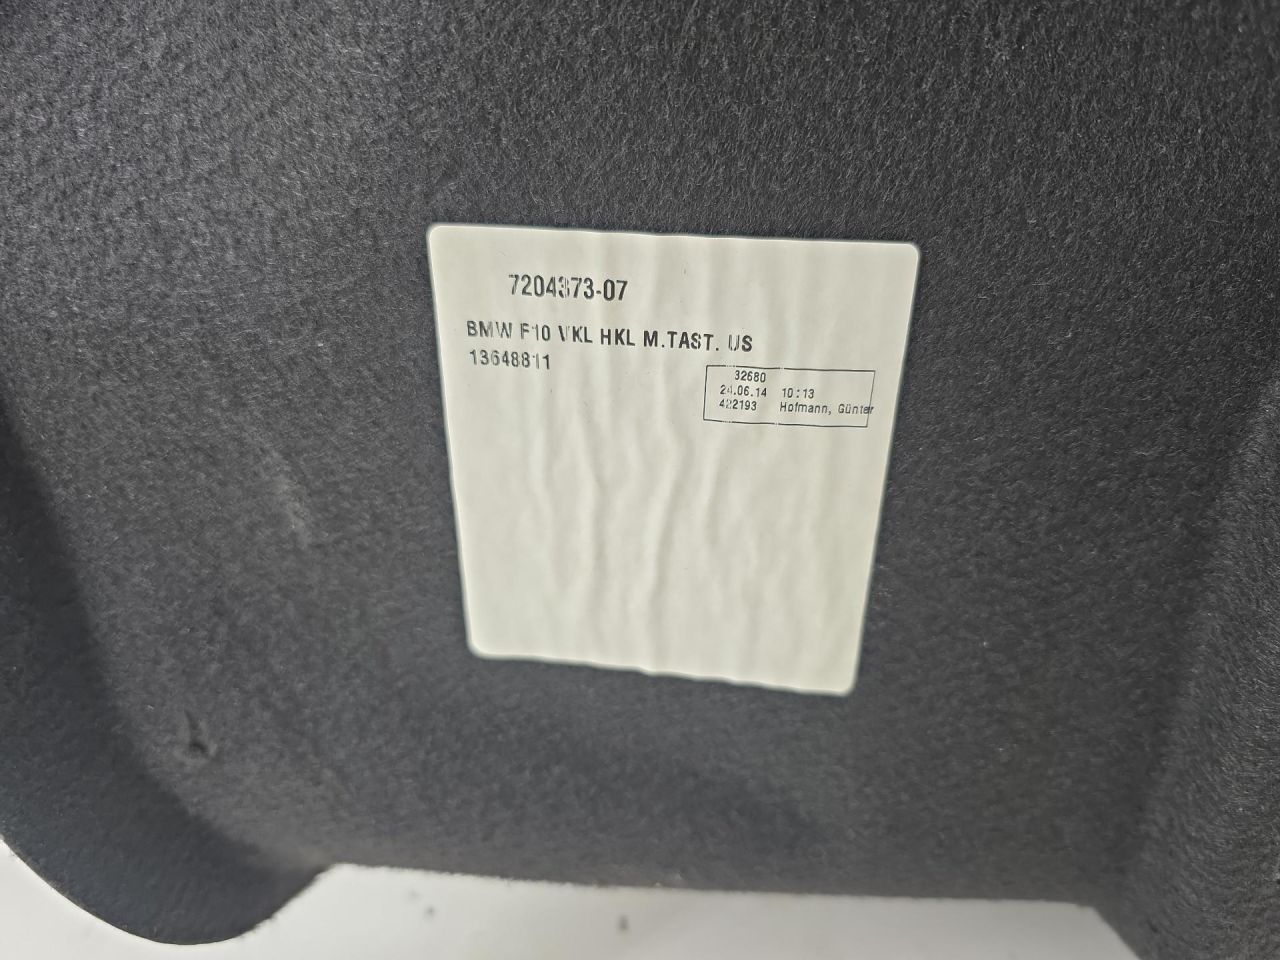 7204373-07
BMW F10 VKL HKL M.TAST. US
13648811
32680
24.06.14 10:13
422193 Hofmann, Günter